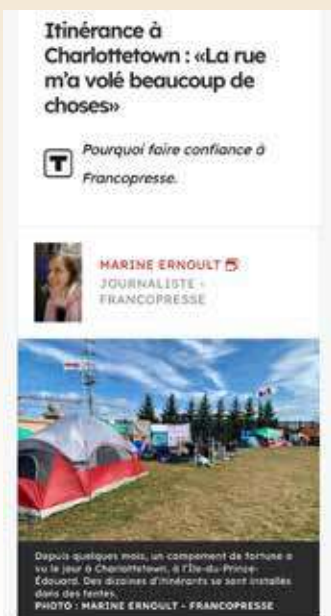 Itinérance à
Charlottetown : «La rue
m'a volé beaucoup de
choses»
T
Pourquoi faire confiance à
Francopresse.
MARINE ERNOULT
JOURNALISTE -
FRANCOPRESSE
Depuis quelques mois, un campement de fortune a
vu le jour à Charlottetown, à l'Île-du-Prince-
Édouard. Des dizaines d'itinérants se sont installés
dans des tentes.
PHOTO : MARINE ERNOULT - FRANCOPRESSE